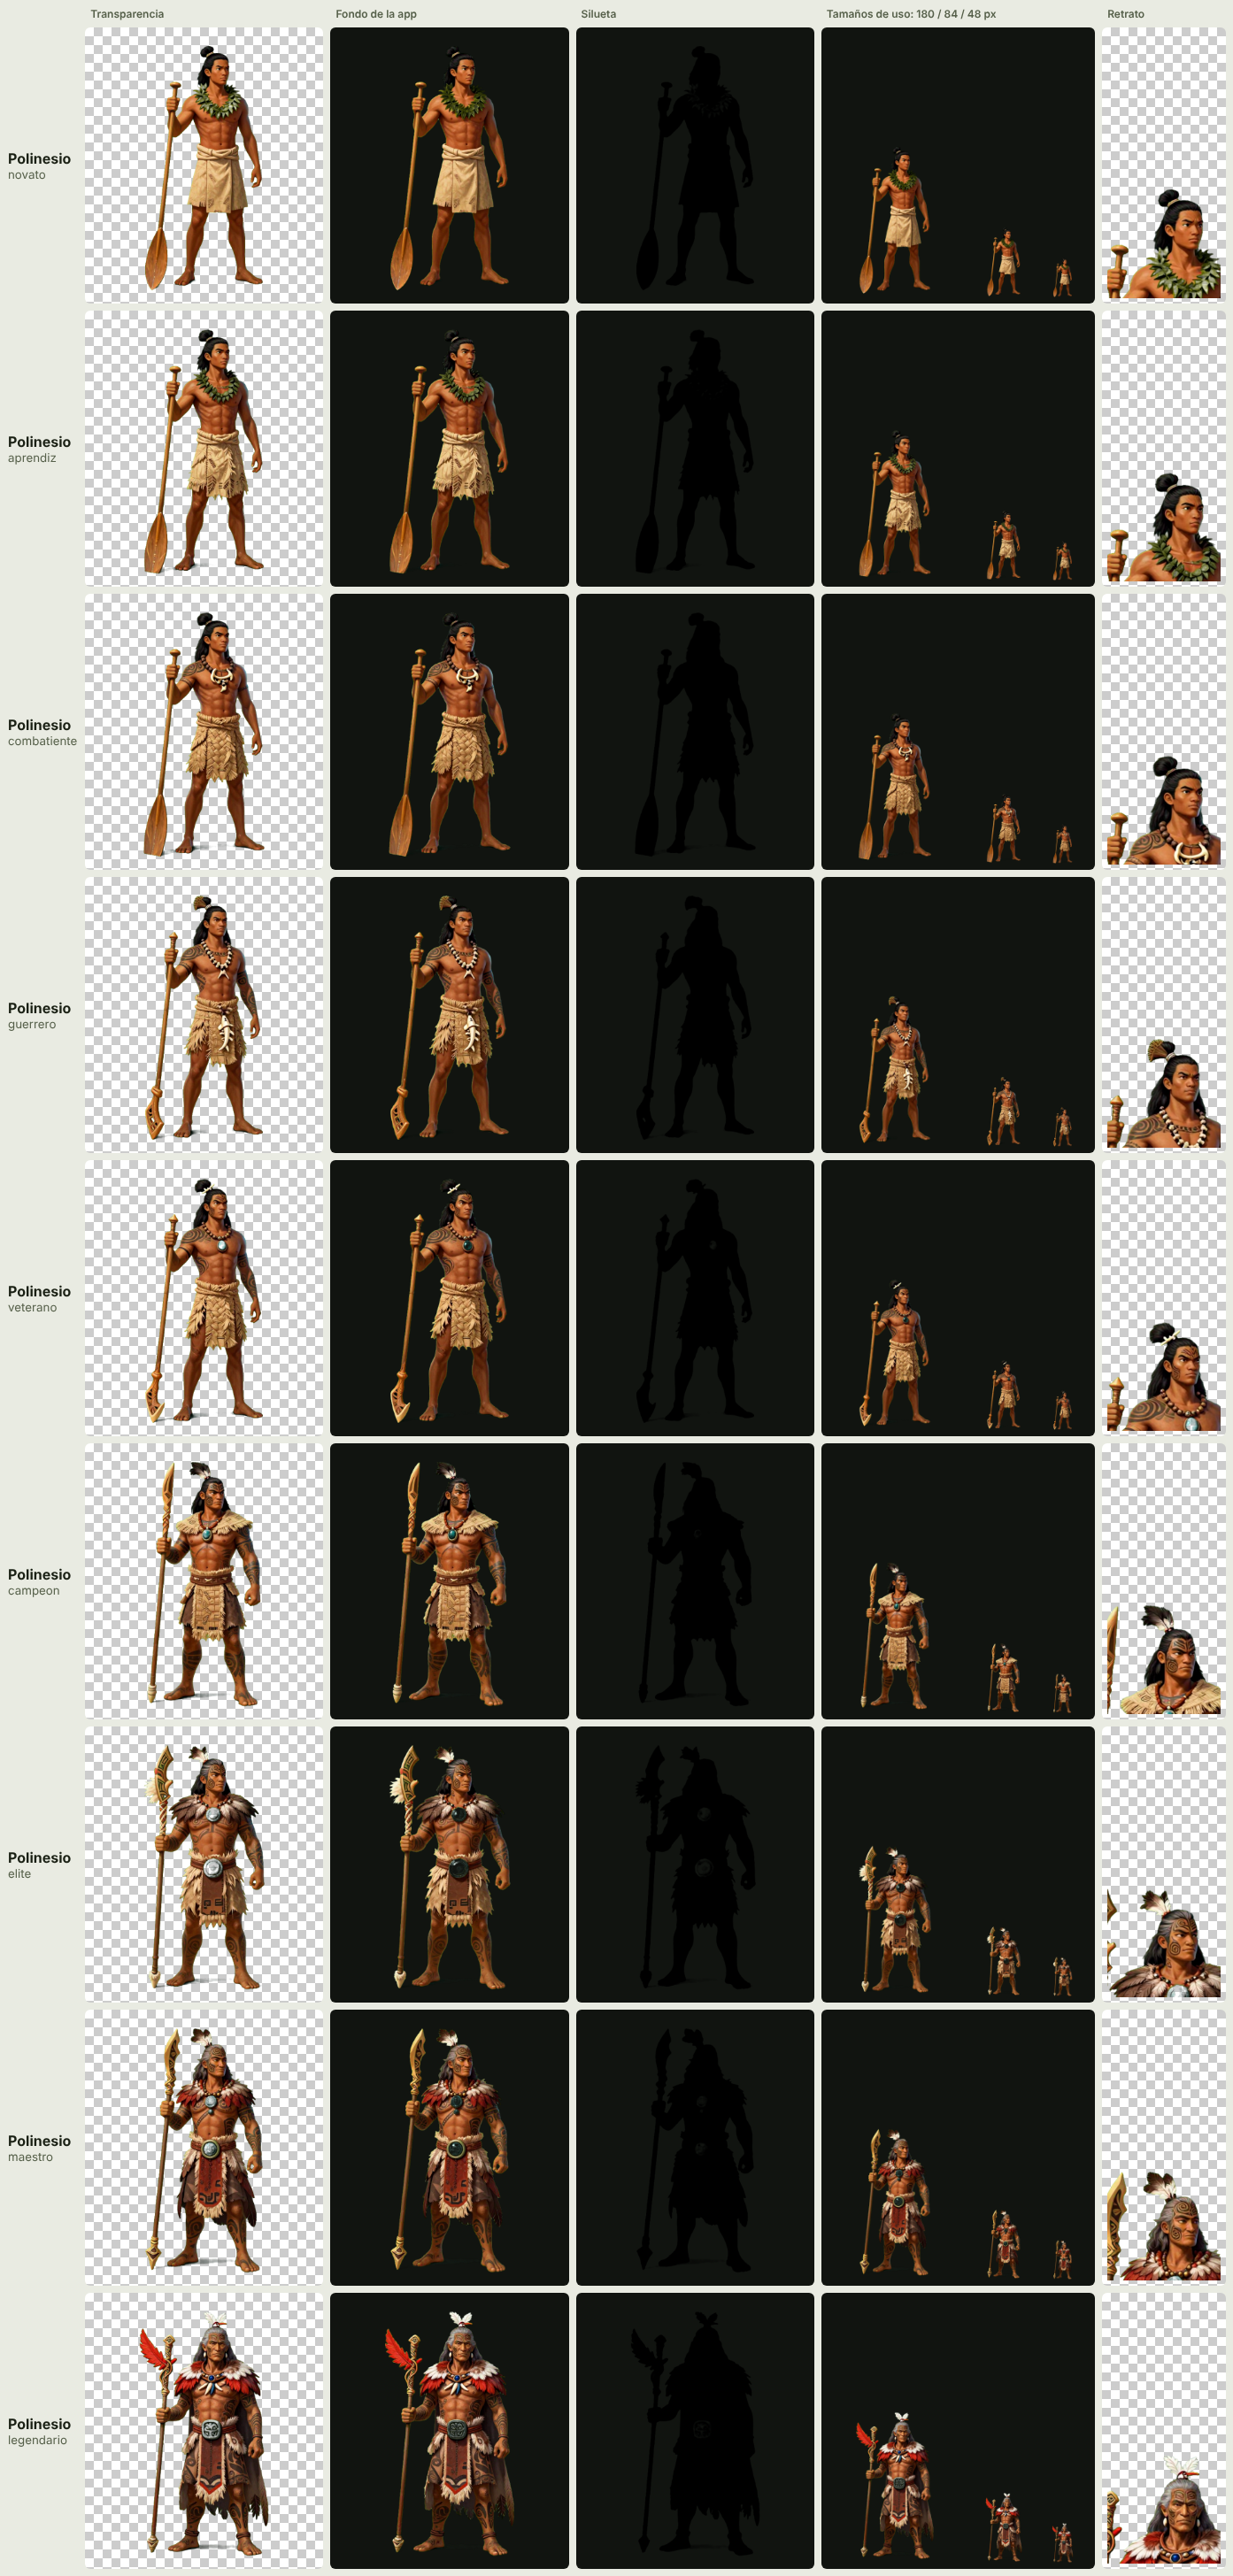 Transparencia
Fondo de la app
Silueta
Tamaños de uso: 180 / 84 / 48 px
Retrato
Polinesio
novato
Polinesio
aprendiz
Polinesio
combatiente
Polinesio
guerrero
Polinesio
veterano
Polinesio
campeon
Polinesio
elite
Polinesio
maestro
Polinesio
legendario